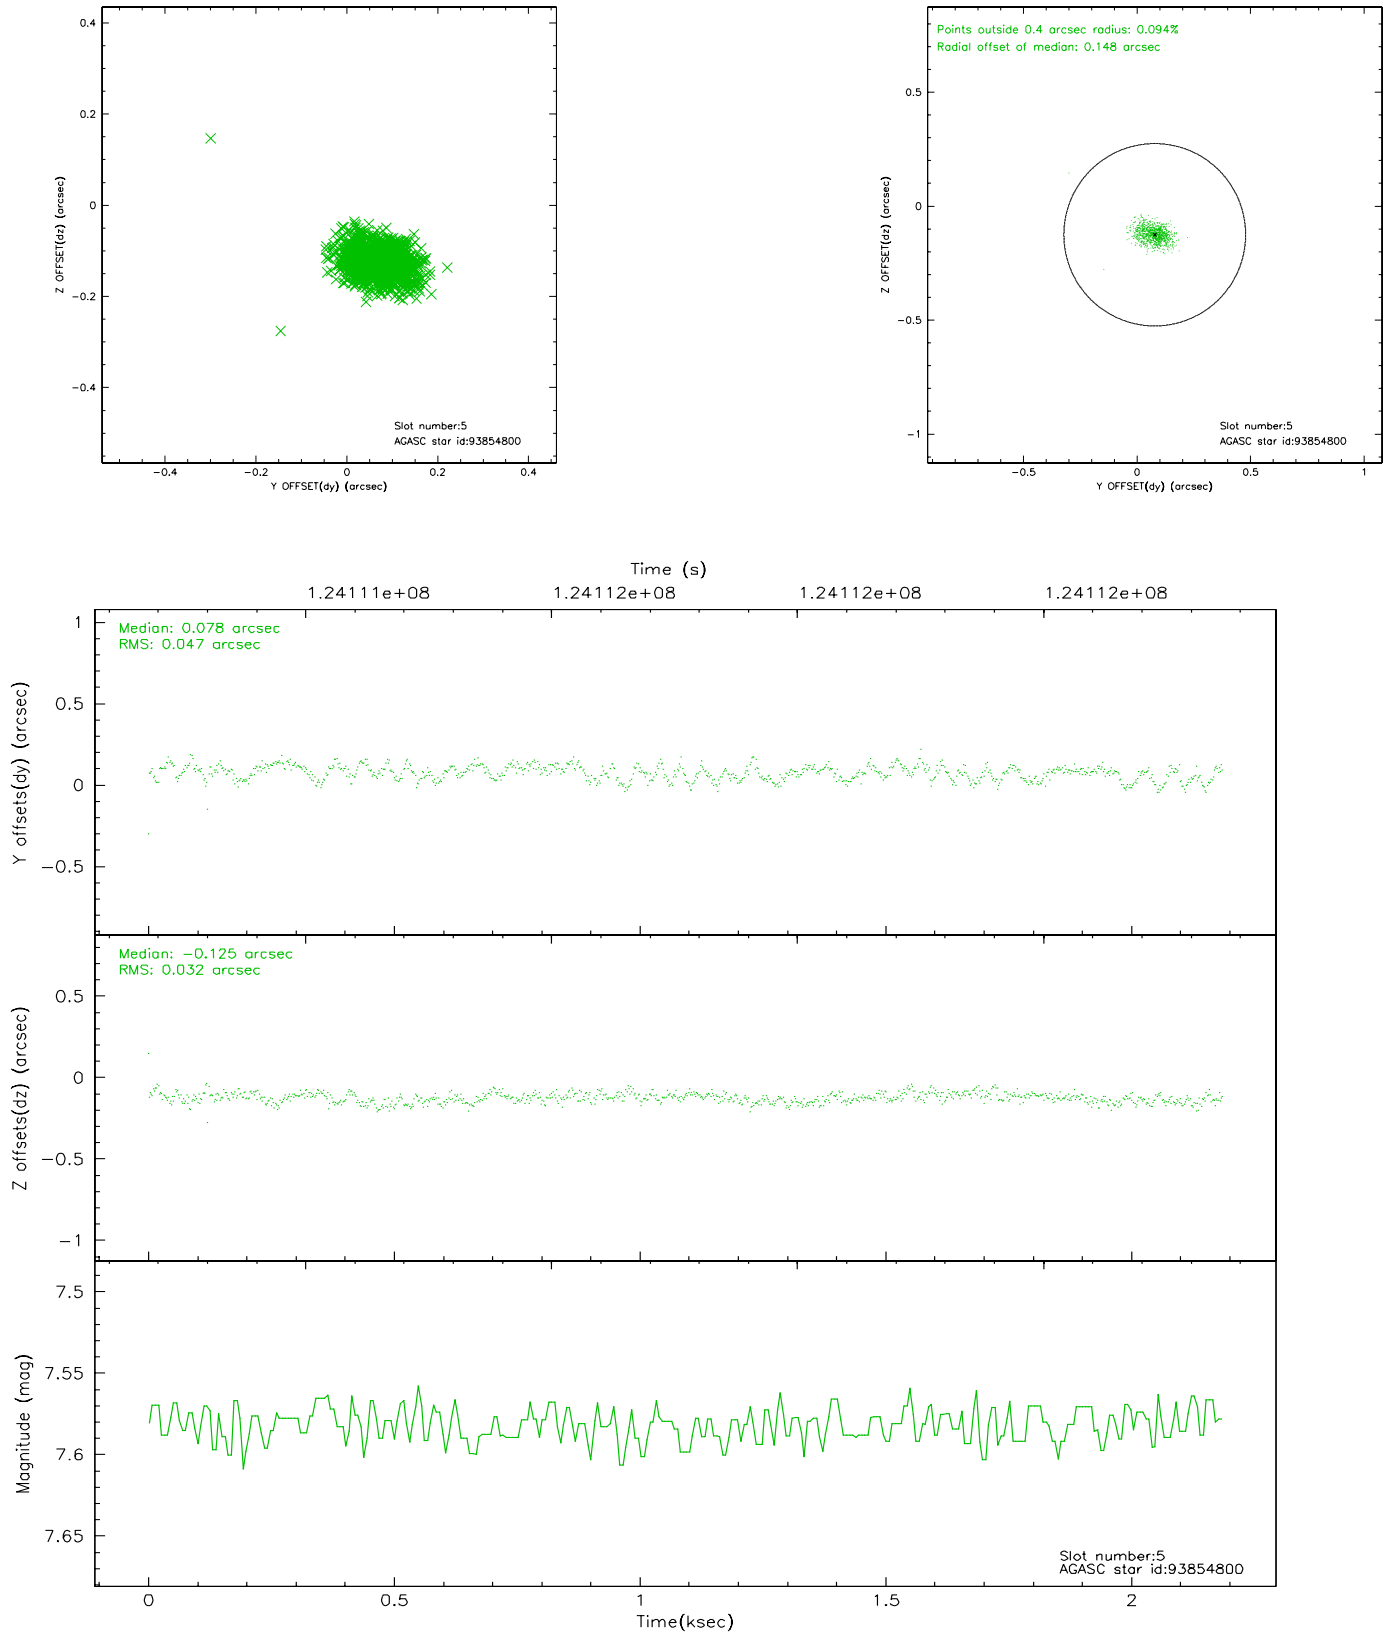 0.4
0.2
0
−0.2
−0.4
Z OFFSET(dz) (arcsec)
−0.4 −0.2 0 0.2 0.4
Y OFFSET(dy) (arcsec)
Slot number:5
AGASC star id:93854800
Points outside 0.4 arcsec radius: 0.094%
Radial offset of median: 0.148 arcsec
0.5
0
−0.5
−1
Z OFFSET(dz) (arcsec)
−0.5 0 0.5 1
Y OFFSET(dy) (arcsec)
Slot number:5
AGASC star id:93854800
Time (s)
1.24111e+08 1.24112e+08 1.24112e+08 1.24112e+08
Median: 0.078 arcsec
RMS: 0.047 arcsec
1
0.5
0
−0.5
Y offsets(dy) (arcsec)
Median: −0.125 arcsec
RMS: 0.032 arcsec
0.5
0
−0.5
−1
Z offsets(dz) (arcsec)
7.5
7.55
7.6
7.65
Magnitude (mag)
Slot number:5
AGASC star id:93854800
0 0.5 1 1.5 2
Time(ksec)